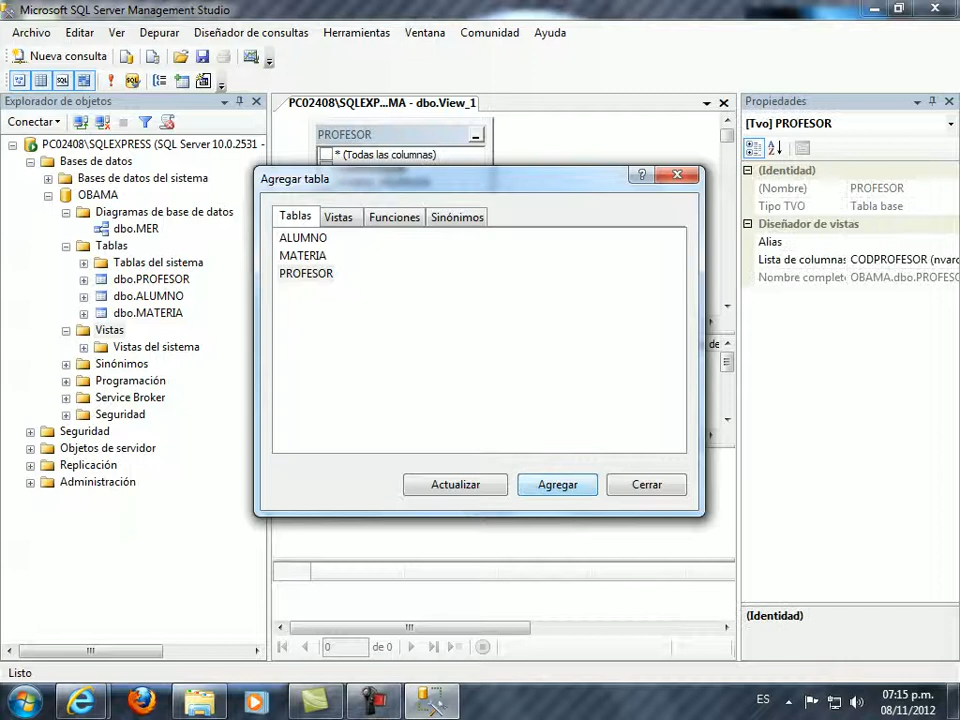 Microsoft SQL Server Management Studio
Archivo Editar Ver Depurar Diseñador de consultas Herramientas Ventana Comunidad Ayuda
Nueva consulta
Explorador de objetos
Conectar
PC02408\SQLEXPRESS (SQL Server 10.0.2531 -
Bases de datos
Bases de datos del sistema
OBAMA
Diagramas de base de datos
dbo.MER
Tablas
Tablas del sistema
dbo.PROFESOR
dbo.ALUMNO
dbo.MATERIA
Vistas
Vistas del sistema
Sinónimos
Programación
Service Broker
Seguridad
Seguridad
Objetos de servidor
Replicación
Administración
PC02408\SQLEXP...MA - dbo.View_1
PROFESOR
* (Todas las columnas)
Agregar tabla
Tablas Vistas Funciones Sinónimos
ALUMNO
MATERIA
PROFESOR
Actualizar Agregar Cerrar
de
0 de 0
Propiedades
[Tvo] PROFESOR
(Identidad)
(Nombre) PROFESOR
Tipo TVO Tabla base
Diseñador de vistas
Alias
Lista de columnas CODPROFESOR (nvarc
Nombre completo OBAMA.dbo.PROFESO
(Identidad)
Listo
ES
07:15 p.m.
08/11/2012